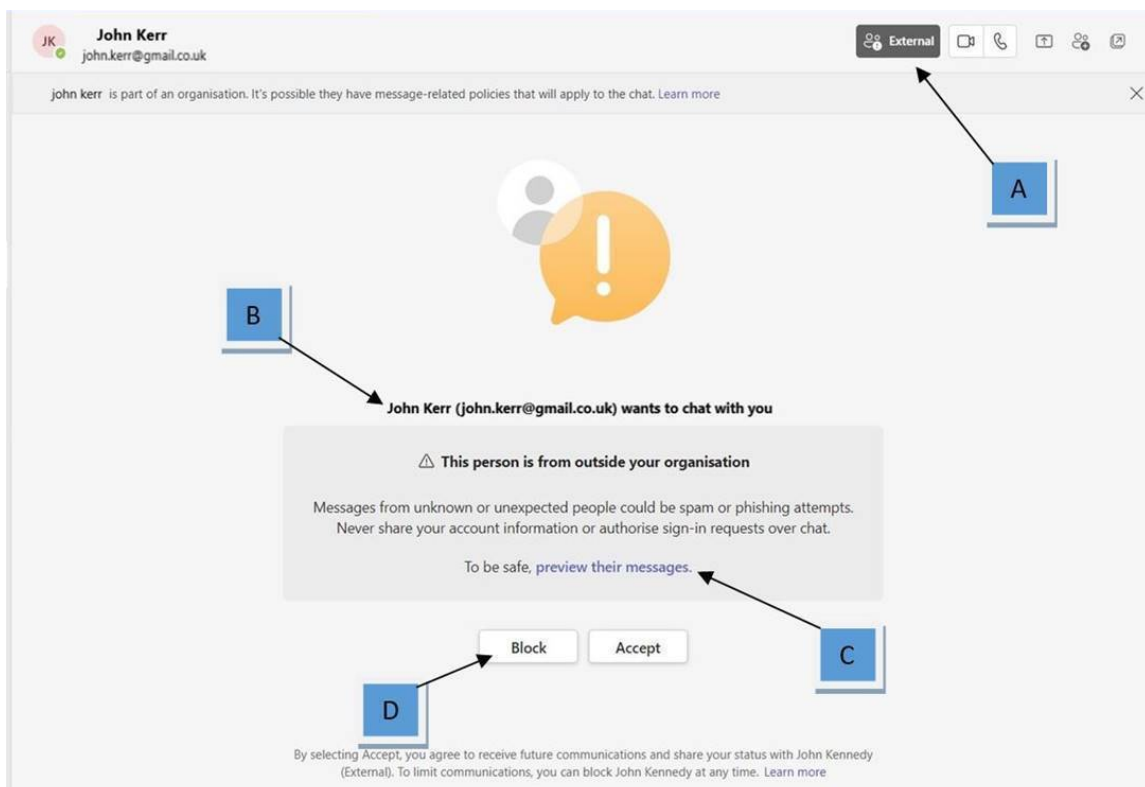 JK
John Kerr
john.kerr@gmail.co.uk
External
john kerr is part of an organisation. It's possible they have message-related policies that will apply to the chat. Learn more
A
B
John Kerr (john.kerr@gmail.co.uk) wants to chat with you
This person is from outside your organisation
Messages from unknown or unexpected people could be spam or phishing attempts.
Never share your account information or authorise sign-in requests over chat.
To be safe, preview their messages.
Block
Accept
C
D
By selecting Accept, you agree to receive future communications and share your status with John Kennedy
(External). To limit communications, you can block John Kennedy at any time. Learn more